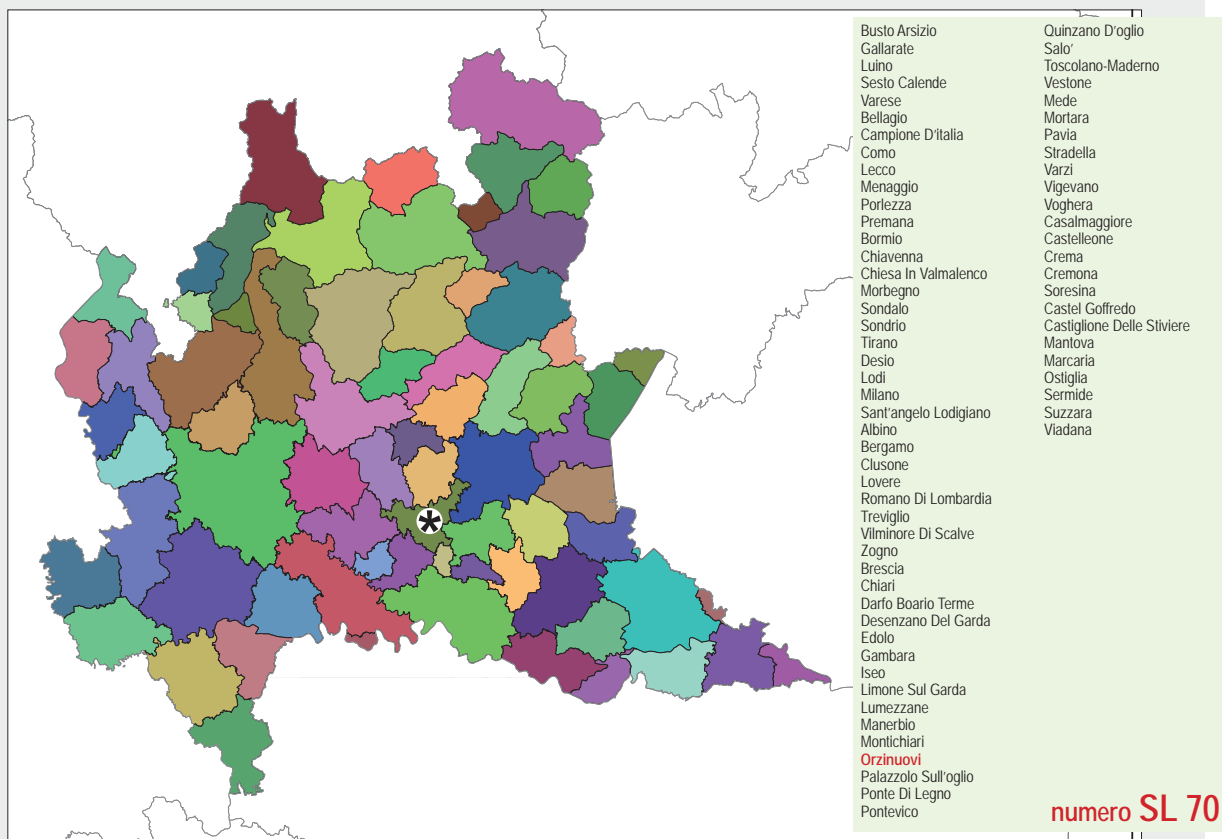 Busto Arsizio
Gallarate
Luino
Sesto Calende
Varese
Bellagio
Campione D'italia
Como
Lecco
Menaggio
Porlezza
Premana
Bormio
Chiavenna
Chiesa In Valmalenco
Morbegno
Sondalo
Sondrio
Tirano
Desio
Lodi
Milano
Sant'angelo Lodigiano
Albino
Bergamo
Clusone
Lovere
Romano Di Lombardia
Treviglio
Vilminore Di Scalve
Zogno
Brescia
Chiari
Darfo Boario Terme
Desenzano Del Garda
Edolo
Gambara
Iseo
Limone Sul Garda
Lumezzane
Manerbio
Montichiari
Orzinuovi
Palazzolo Sull'oglio
Ponte Di Legno
Pontevico
Quinzano D'oglio
Salo'
Toscolano-Maderno
Vestone
Mede
Mortara
Pavia
Stradella
Varzi
Vigevano
Voghera
Casalmaggiore
Castelleone
Crema
Cremona
Soresina
Castel Goffredo
Castiglione Delle Stiviere
Mantova
Marcaria
Ostiglia
Sermide
Suzzara
Viadana
numero SL 70